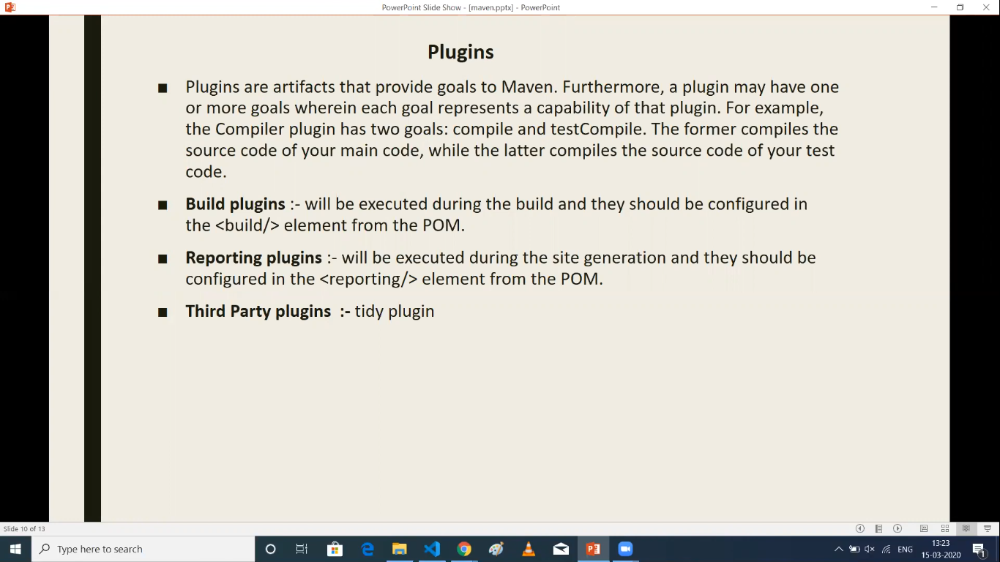 PowerPoint Slide Show - [maven.pptx] - PowerPoint
Plugins
■ Plugins are artifacts that provide goals to Maven. Furthermore, a plugin may have one
or more goals wherein each goal represents a capability of that plugin. For example,
the Compiler plugin has two goals: compile and testCompile. The former compiles the
source code of your main code, while the latter compiles the source code of your test
code.
■ Build plugins :- will be executed during the build and they should be configured in
the <build/> element from the POM.
■ Reporting plugins :- will be executed during the site generation and they should be
configured in the <reporting/> element from the POM.
■ Third Party plugins :- tidy plugin
Slide 10 of 13
Type here to search
ENG
13:23
15-03-2020
1